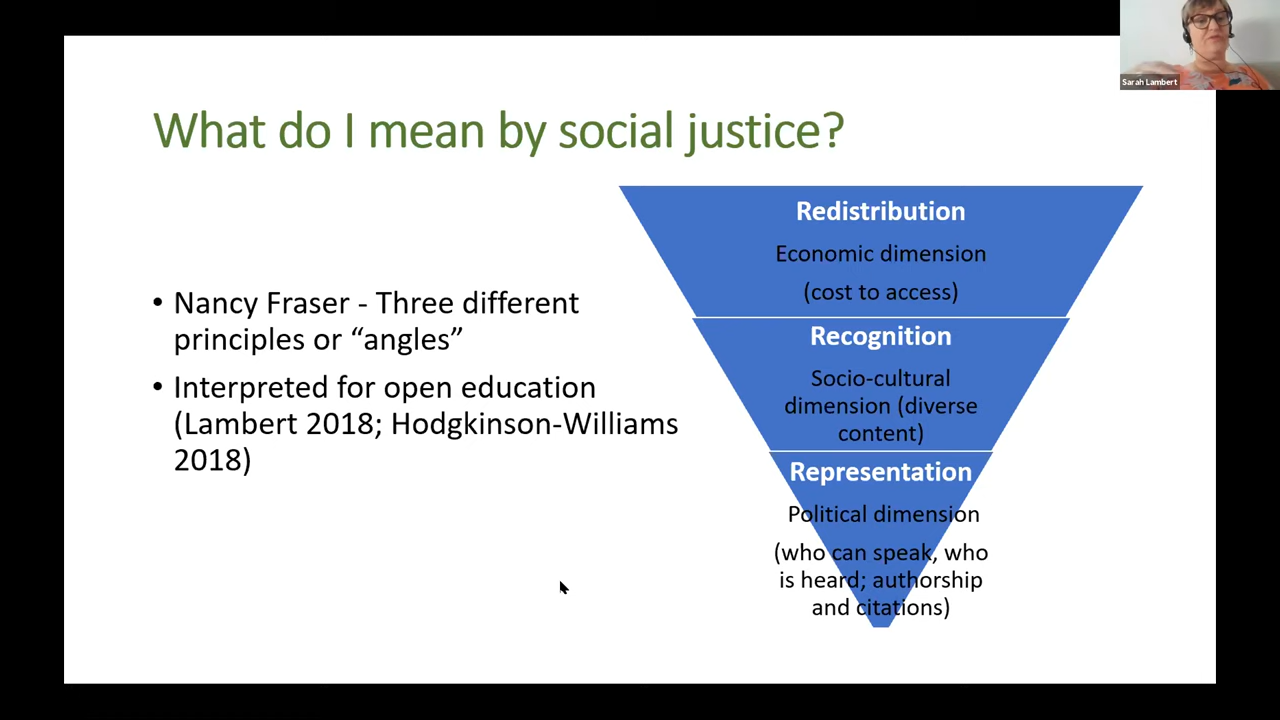 Sarah Lambert
What do I mean by social justice?
• Nancy Fraser - Three different
principles or “angles”
• Interpreted for open education
(Lambert 2018; Hodgkinson-Williams
2018)
Redistribution
Economic dimension
(cost to access)
Recognition
Socio-cultural
dimension (diverse
content)
Representation
Political dimension
(who can speak, who
is heard; authorship
and citations)